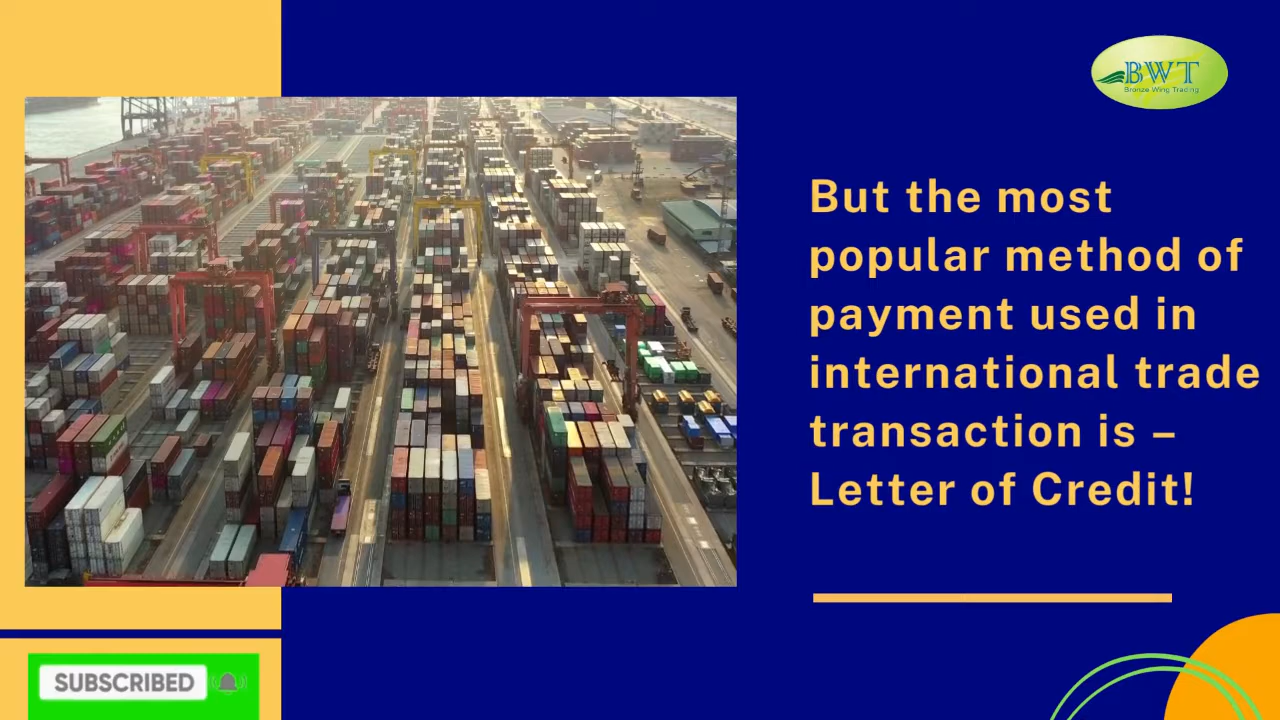 BWT
Bronze Wing Trading
But the most
popular method of
payment used in
international trade
transaction is –
Letter of Credit!
SUBSCRIBED